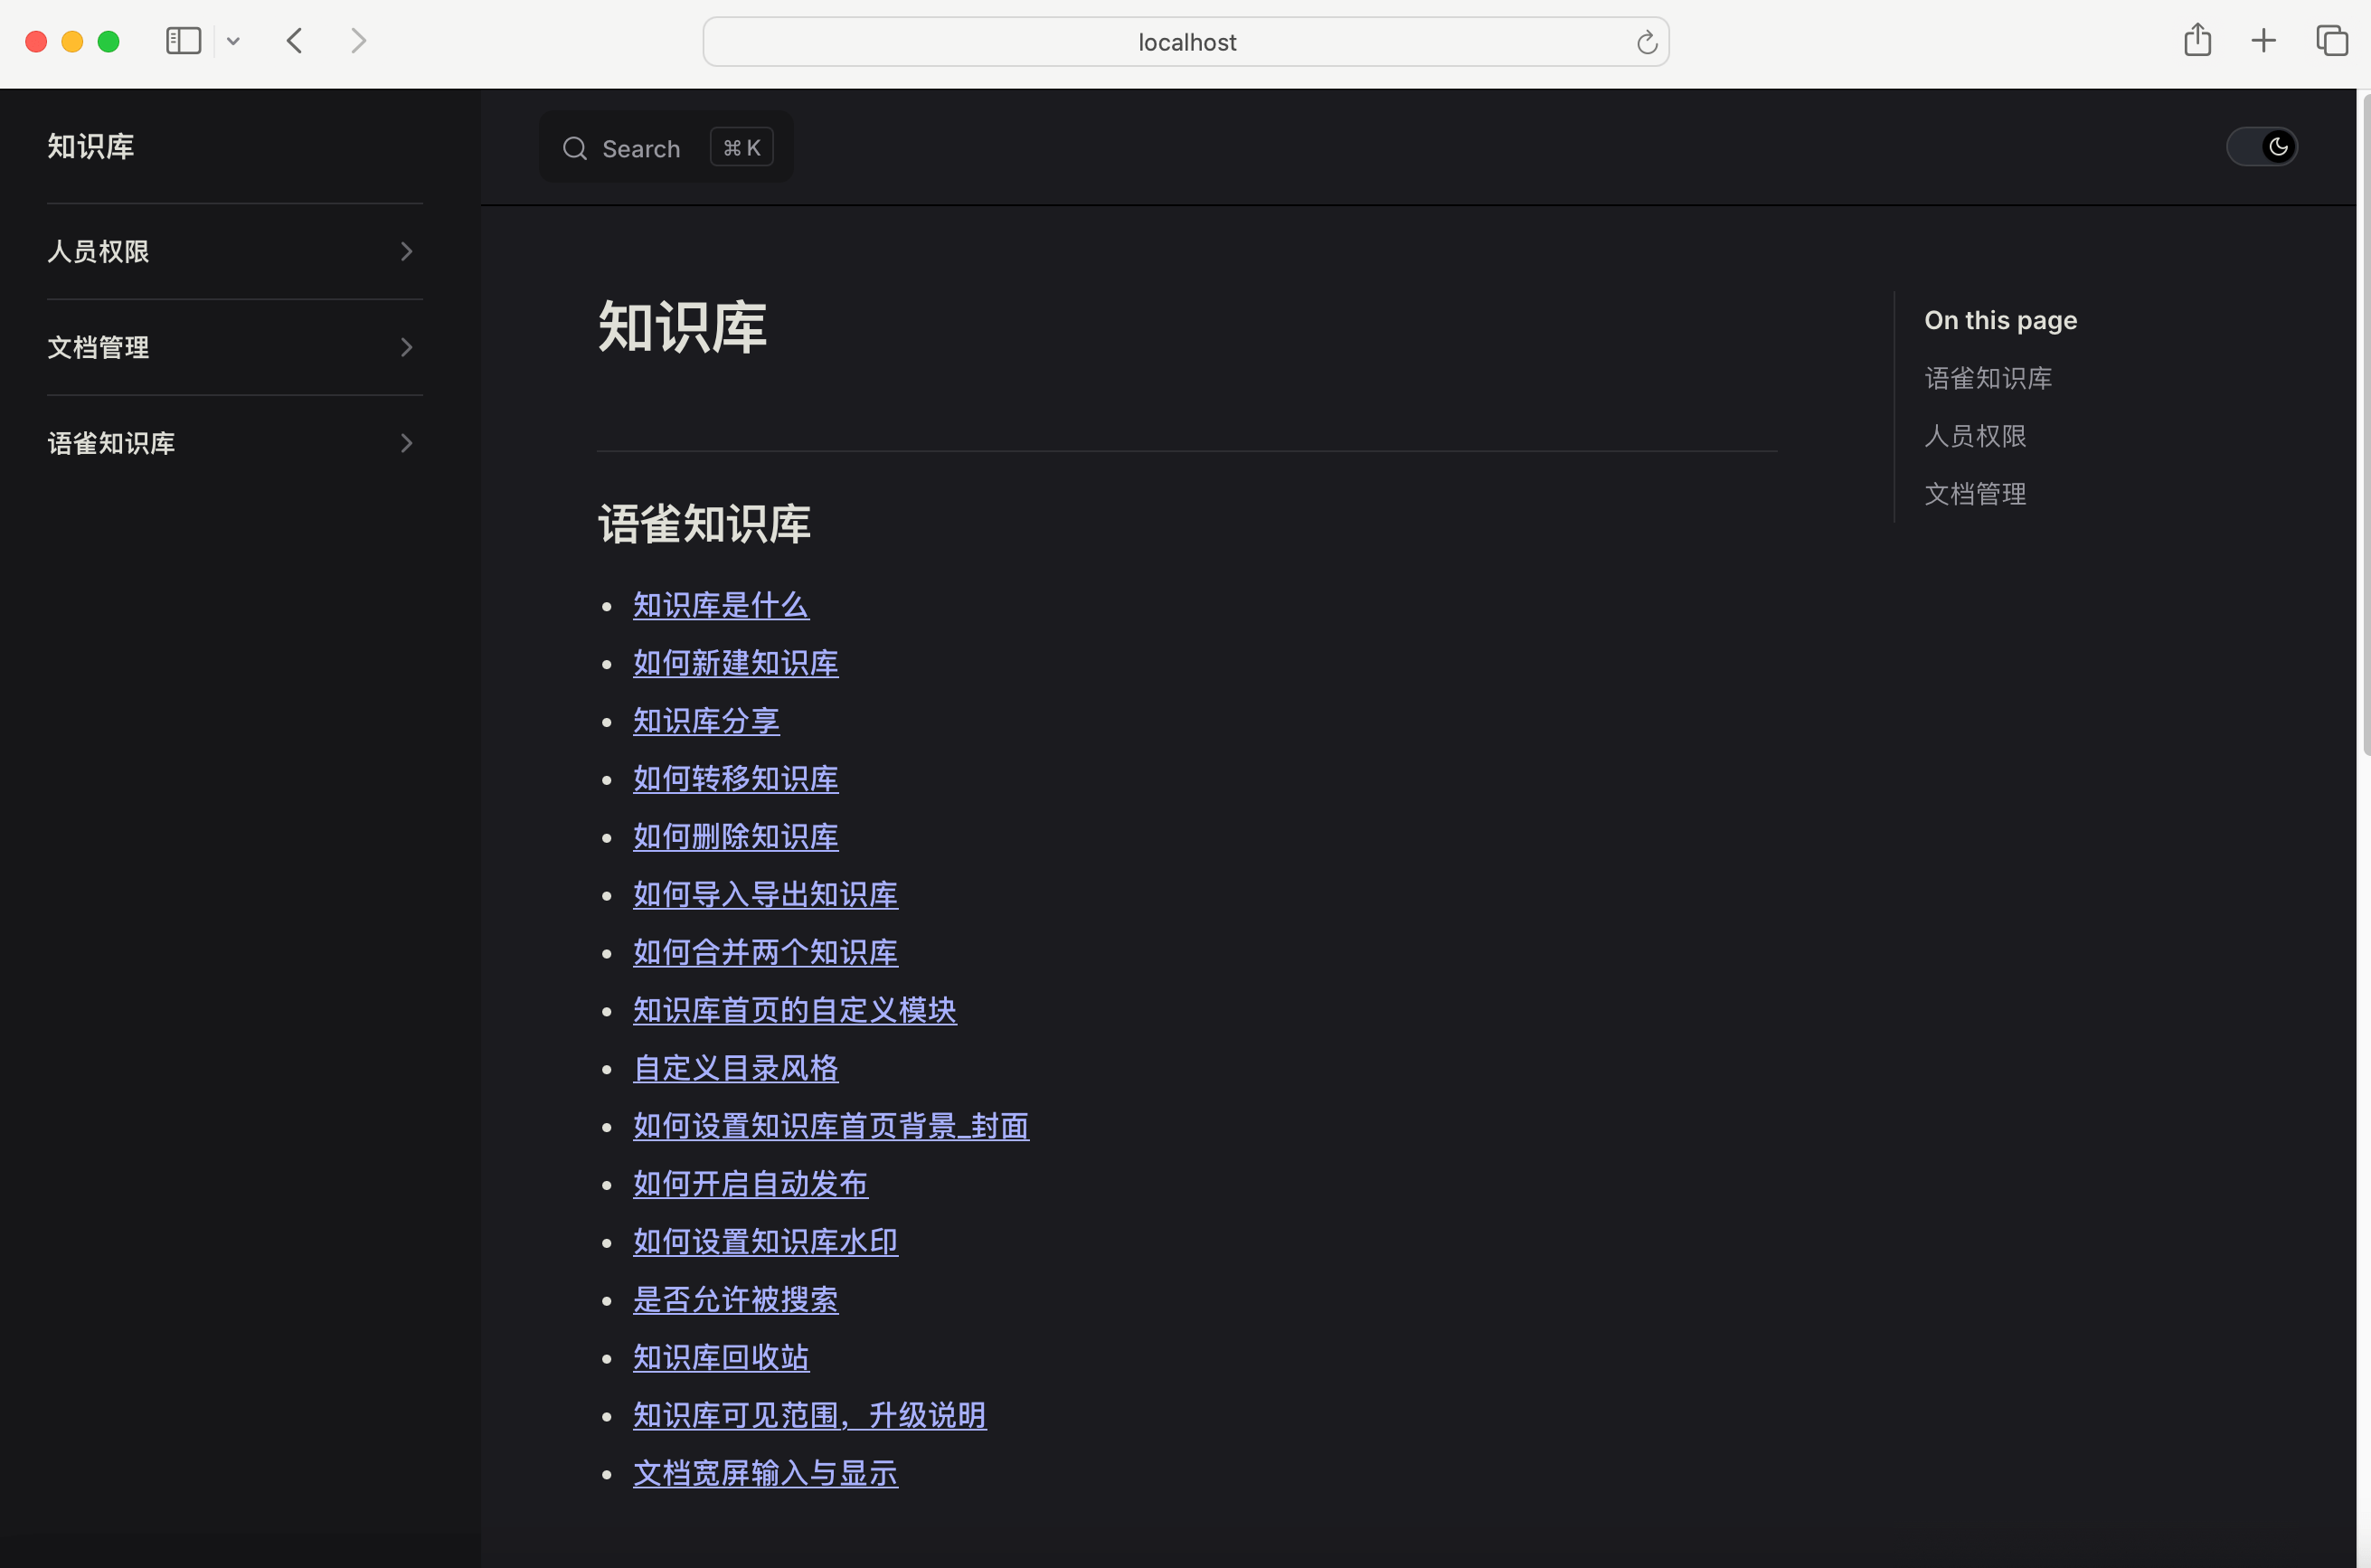 localhost
知识库
人员权限
文档管理
语雀知识库
Search ⌘ K
知识库
语雀知识库
知识库是什么
如何新建知识库
知识库分享
如何转移知识库
如何删除知识库
如何导入导出知识库
如何合并两个知识库
知识库首页的自定义模块
自定义目录风格
如何设置知识库首页背景_封面
如何开启自动发布
如何设置知识库水印
是否允许被搜索
知识库回收站
知识库可见范围，升级说明
文档宽屏输入与显示
On this page
语雀知识库
人员权限
文档管理